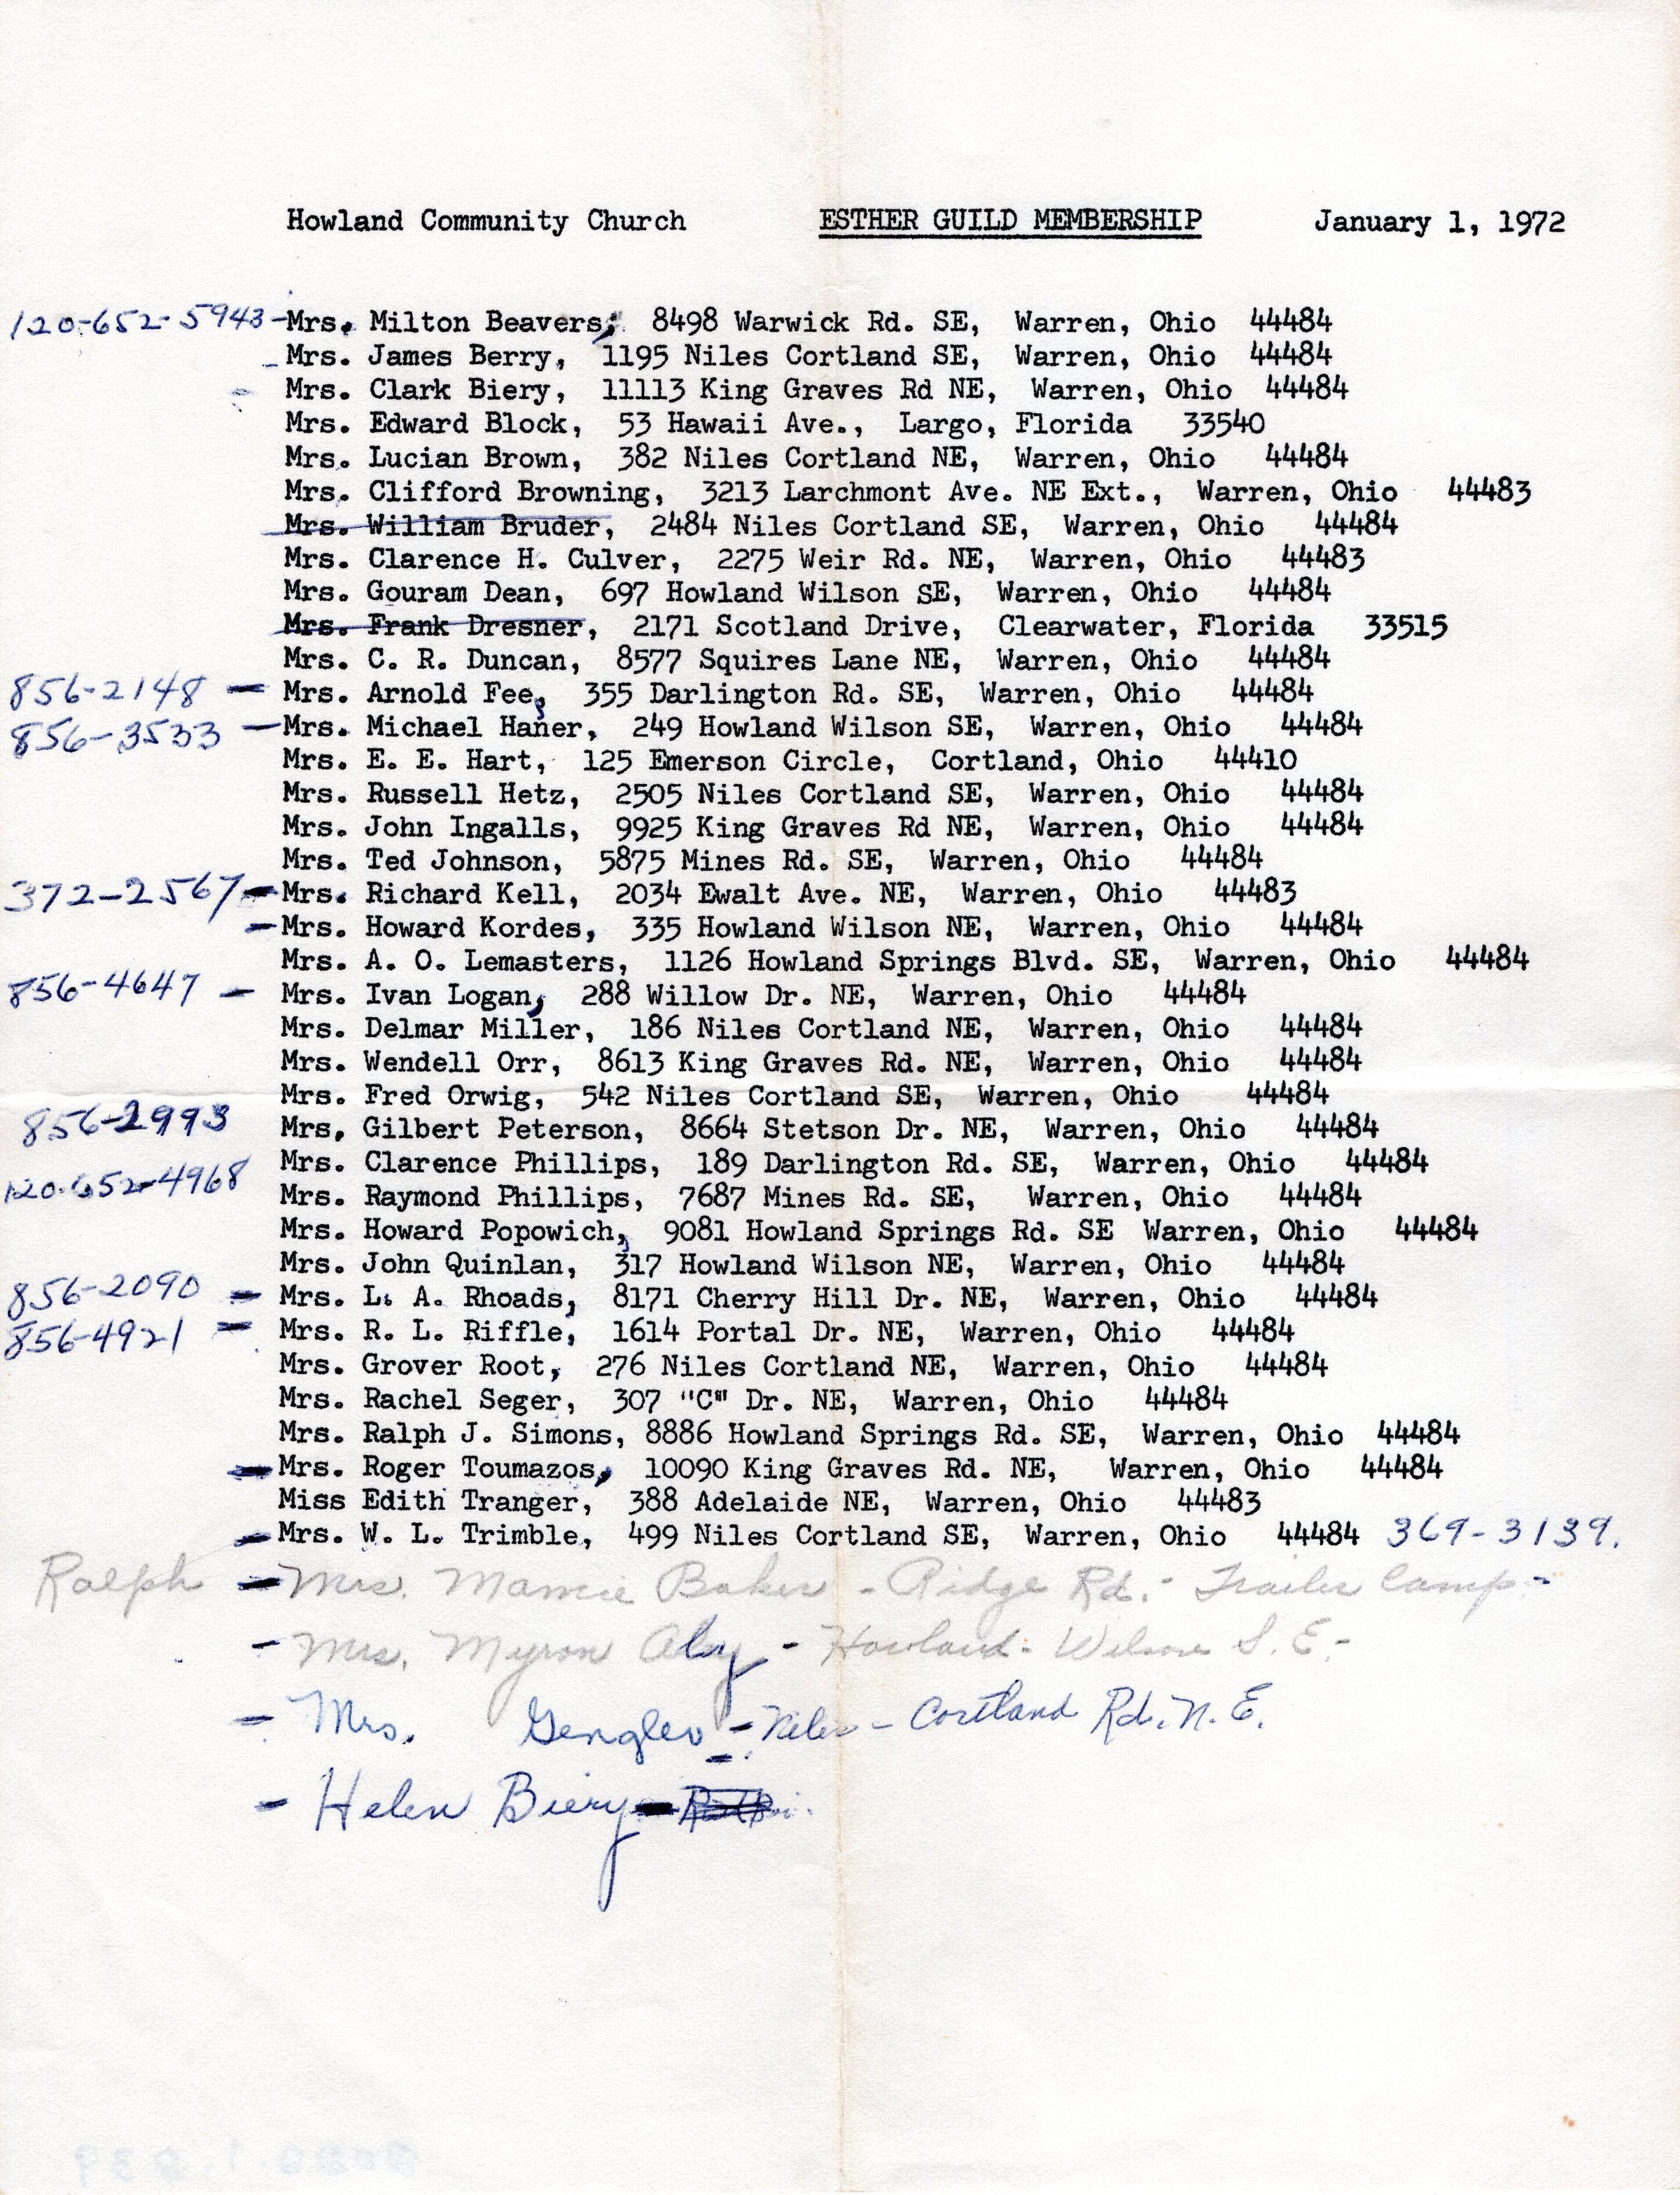 Howland Community Church ESTHER GUILD MEMBERSHIP January 1, 1972
120-652-5943-Mrs. Milton Beavers, 8498 Warwick Rd. SE, Warren, Ohio 44484
Mrs. James Berry, 1195 Niles Cortland SE, Warren, Ohio 44484
Mrs. Clark Biery, 11113 King Graves Rd NE, Warren, Ohio 44484
Mrs. Edward Block, 53 Hawaii Ave., Largo, Florida 33540
Mrs. Lucian Brown, 382 Niles Cortland NE, Warren, Ohio 44484
Mrs. Clifford Browning, 3213 Larchmont Ave. NE Ext., Warren, Ohio 44483
Mrs. William Bruder, 2484 Niles Cortland SE, Warren, Ohio 44484
Mrs. Clarence H. Culver, 2275 Weir Rd. NE, Warren, Ohio 44483
Mrs. Gouram Dean, 697 Howland Wilson SE, Warren, Ohio 44484
Mrs. Frank Dresner, 2171 Scotland Drive, Clearwater, Florida 33515
Mrs. C. R. Duncan, 8577 Squires Lane NE, Warren, Ohio 44484
856-2148 - Mrs. Arnold Fee, 355 Darlington Rd. SE, Warren, Ohio 44484
856-3533 - Mrs. Michael Haner, 249 Howland Wilson SE, Warren, Ohio 44484
Mrs. E. E. Hart, 125 Emerson Circle, Cortland, Ohio 44410
Mrs. Russell Hetz, 2505 Niles Cortland SE, Warren, Ohio 44484
Mrs. John Ingalls, 9925 King Graves Rd NE, Warren, Ohio 44484
Mrs. Ted Johnson, 5875 Mines Rd. SE, Warren, Ohio 44484
372-2567 - Mrs. Richard Kell, 2034 Ewalt Ave. NE, Warren, Ohio 44483
- Mrs. Howard Kordes, 335 Howland Wilson NE, Warren, Ohio 44484
Mrs. A. O. Lemasters, 1126 Howland Springs Blvd. SE, Warren, Ohio 44484
856-4647 - Mrs. Ivan Logan, 288 Willow Dr. NE, Warren, Ohio 44484
Mrs. Delmar Miller, 186 Niles Cortland NE, Warren, Ohio 44484
Mrs. Wendell Orr, 8613 King Graves Rd. NE, Warren, Ohio 44484
Mrs. Fred Orwig, 542 Niles Cortland SE, Warren, Ohio 44484
856-2993 Mrs, Gilbert Peterson, 8664 Stetson Dr. NE, Warren, Ohio 44484
Mrs. Clarence Phillips, 189 Darlington Rd. SE, Warren, Ohio 44484
120-652-4968 Mrs. Raymond Phillips, 7687 Mines Rd. SE, Warren, Ohio 44484
Mrs. Howard Popowich, 9081 Howland Springs Rd. SE Warren, Ohio 44484
Mrs. John Quinlan, 317 Howland Wilson NE, Warren, Ohio 44484
856-2090 - Mrs. L. A. Rhoads, 8171 Cherry Hill Dr. NE, Warren, Ohio 44484
856-4921 - Mrs. R. L. Riffle, 1614 Portal Dr. NE, Warren, Ohio 44484
Mrs. Grover Root, 276 Niles Cortland NE, Warren, Ohio 44484
Mrs. Rachel Seger, 307 "C" Dr. NE, Warren, Ohio 44484
Mrs. Ralph J. Simons, 8886 Howland Springs Rd. SE, Warren, Ohio 44484
- Mrs. Roger Toumazos, 10090 King Graves Rd. NE, Warren, Ohio 44484
Miss Edith Tranger, 388 Adelaide NE, Warren, Ohio 44483
- Mrs. W. L. Trimble, 499 Niles Cortland SE, Warren, Ohio 44484 369-3139.
Ralph - Mrs. Mamie Baker - Ridge Rd. - Trailer Camp -
- Mrs. Myron Aly - Howland - Wilson S.E. -
- Mrs. Gengler - Niles - Cortland Rd. N.E.
- Helen Biery -